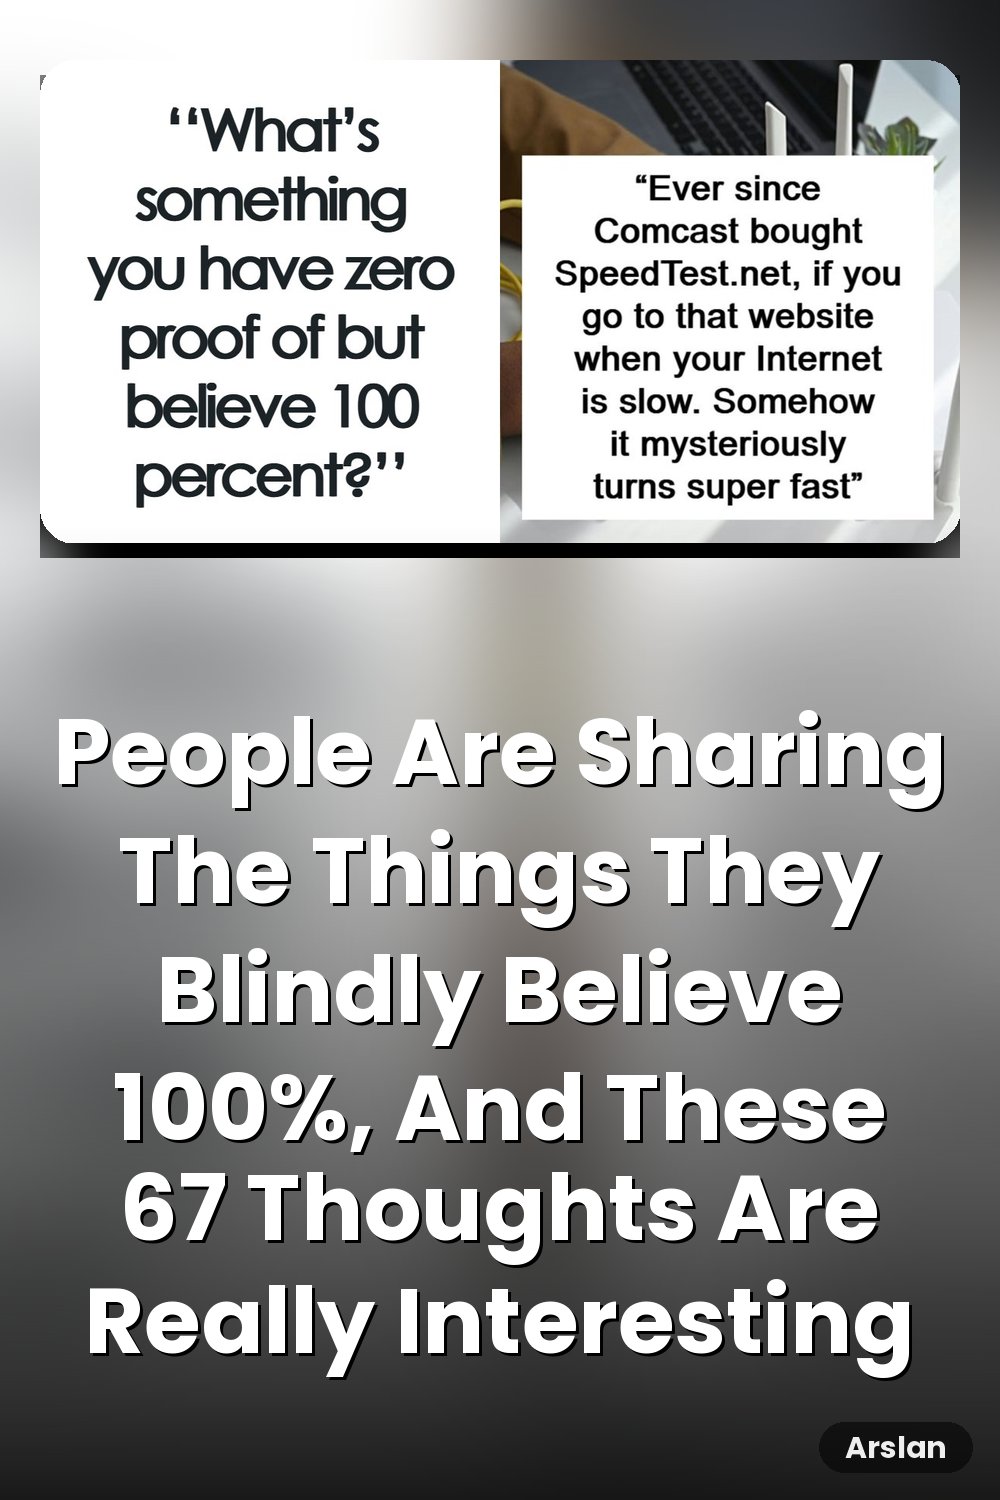 ‘‘What’s
something
you have zero
proof of but
believe 100
percent?’’
“Ever since
Comcast bought
SpeedTest.net, if you
go to that website
when your Internet
is slow. Somehow
it mysteriously
turns super fast”
People Are Sharing
The Things They
Blindly Believe
100%, And These
67 Thoughts Are
Really Interesting
Arslan